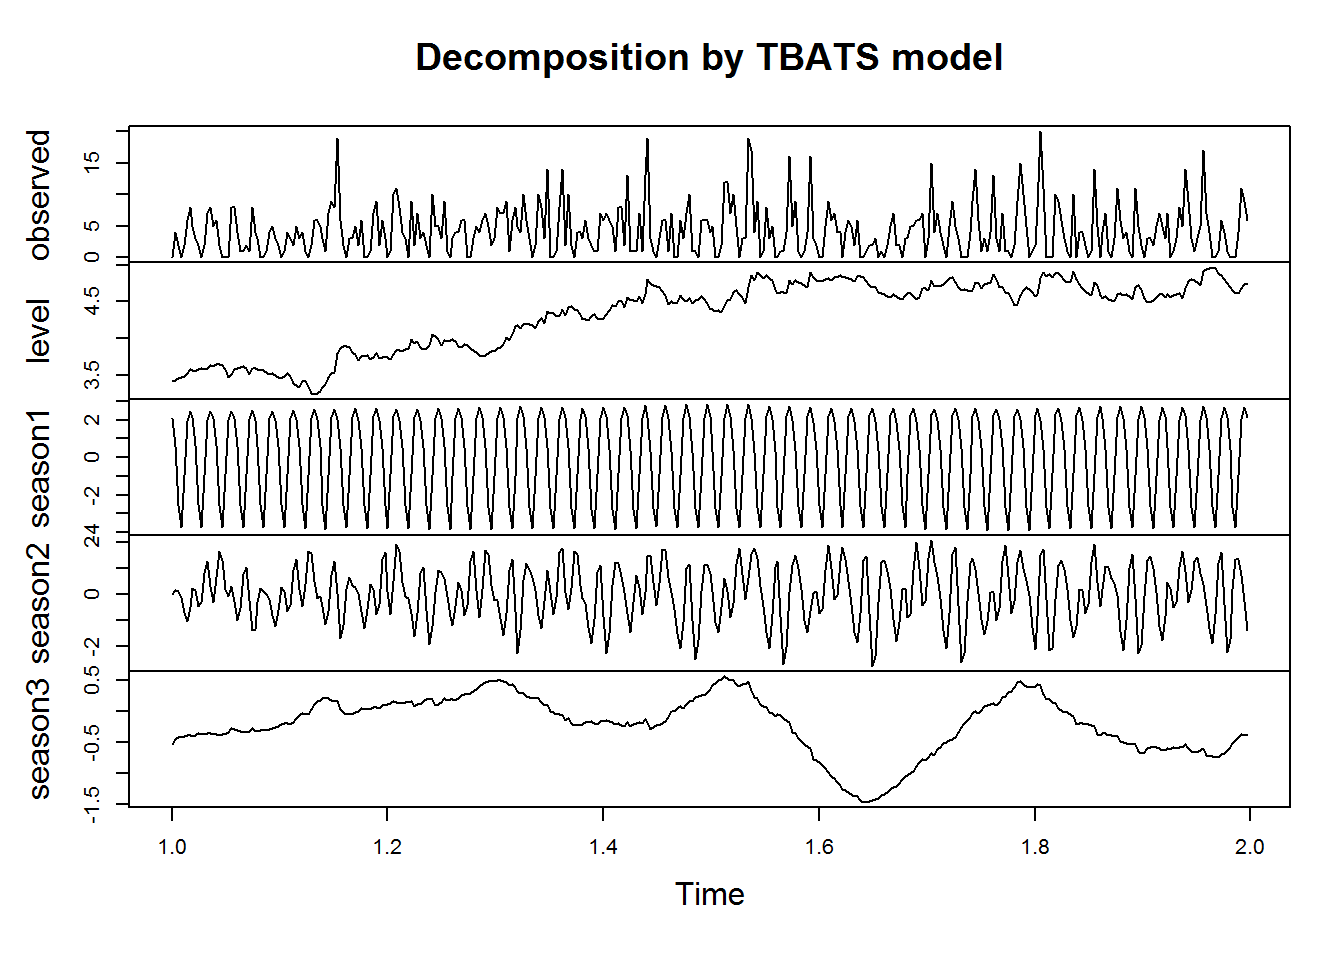 Decomposition by TBATS model
observed
0 5 15
level
3.5 4.5
season1
-4 -2 0 2
season2
-2 0 2
season3
-1.5 -0.5 0.5
1.0 1.2 1.4 1.6 1.8 2.0
Time